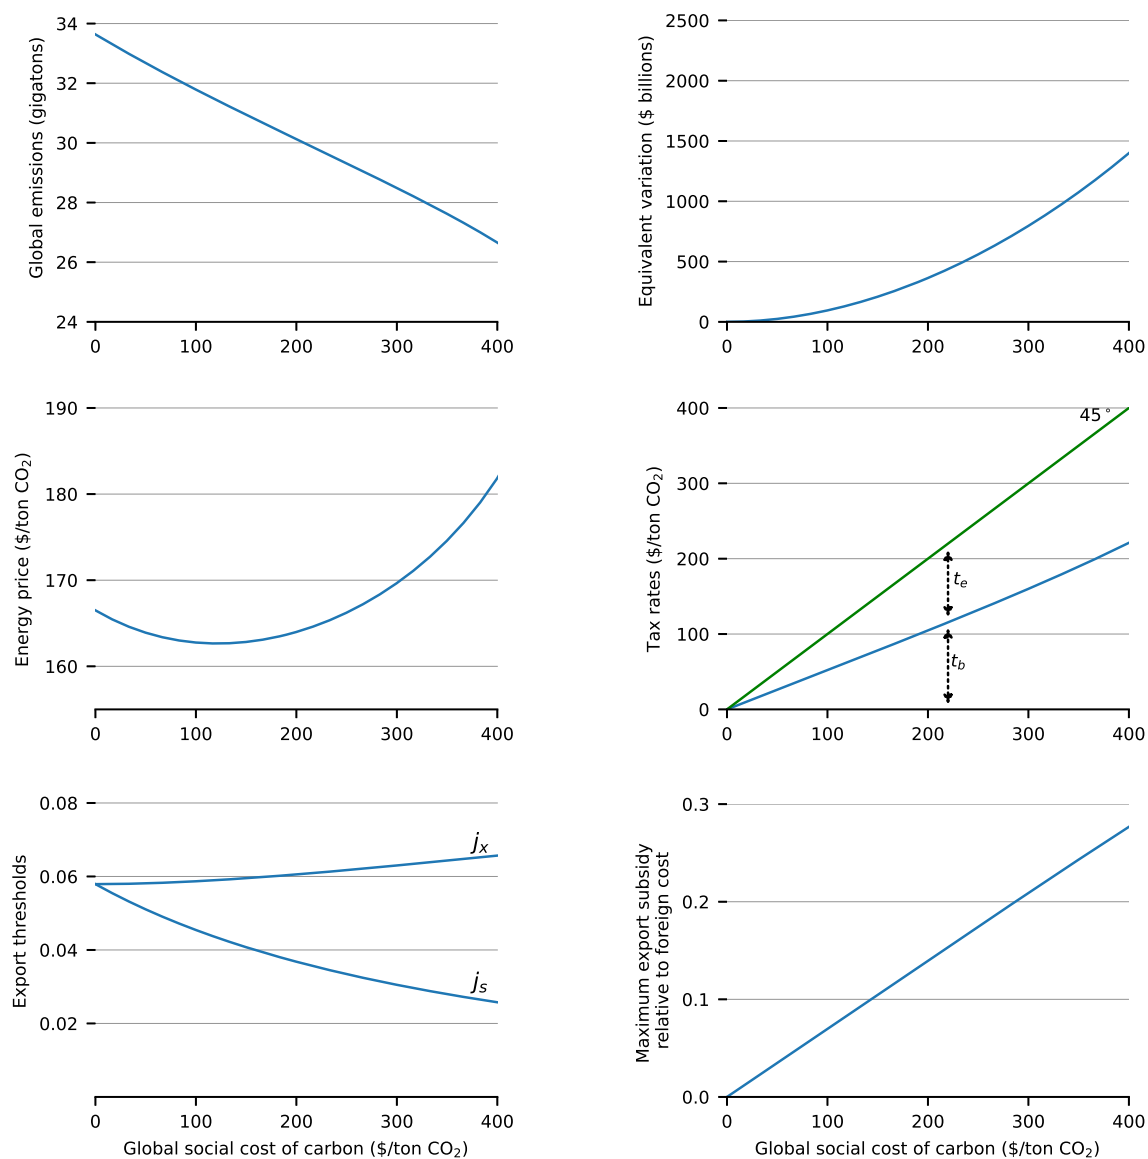 Global emissions (gigatons)
34
32
30
28
26
24
0 100 200 300 400
Equivalent variation ($ billions)
2500
2000
1500
1000
500
0
0 100 200 300 400
Energy price ($/ton CO₂)
190
180
170
160
0 100 200 300 400
Tax rates ($/ton CO₂)
400
300
200
100
0
45°
tₑ
t_b
0 100 200 300 400
Export thresholds
0.08
0.06
0.04
0.02
jₓ
jₛ
0 100 200 300 400
Global social cost of carbon ($/ton CO₂)
Maximum export subsidy
relative to foreign cost
0.3
0.2
0.1
0.0
0 100 200 300 400
Global social cost of carbon ($/ton CO₂)